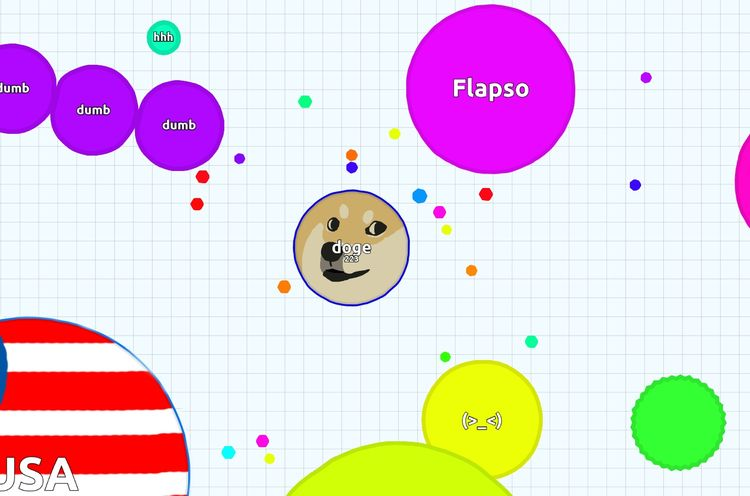 hhh
dumb
dumb
dumb
Flapso
doge
223
(>_<)
USA